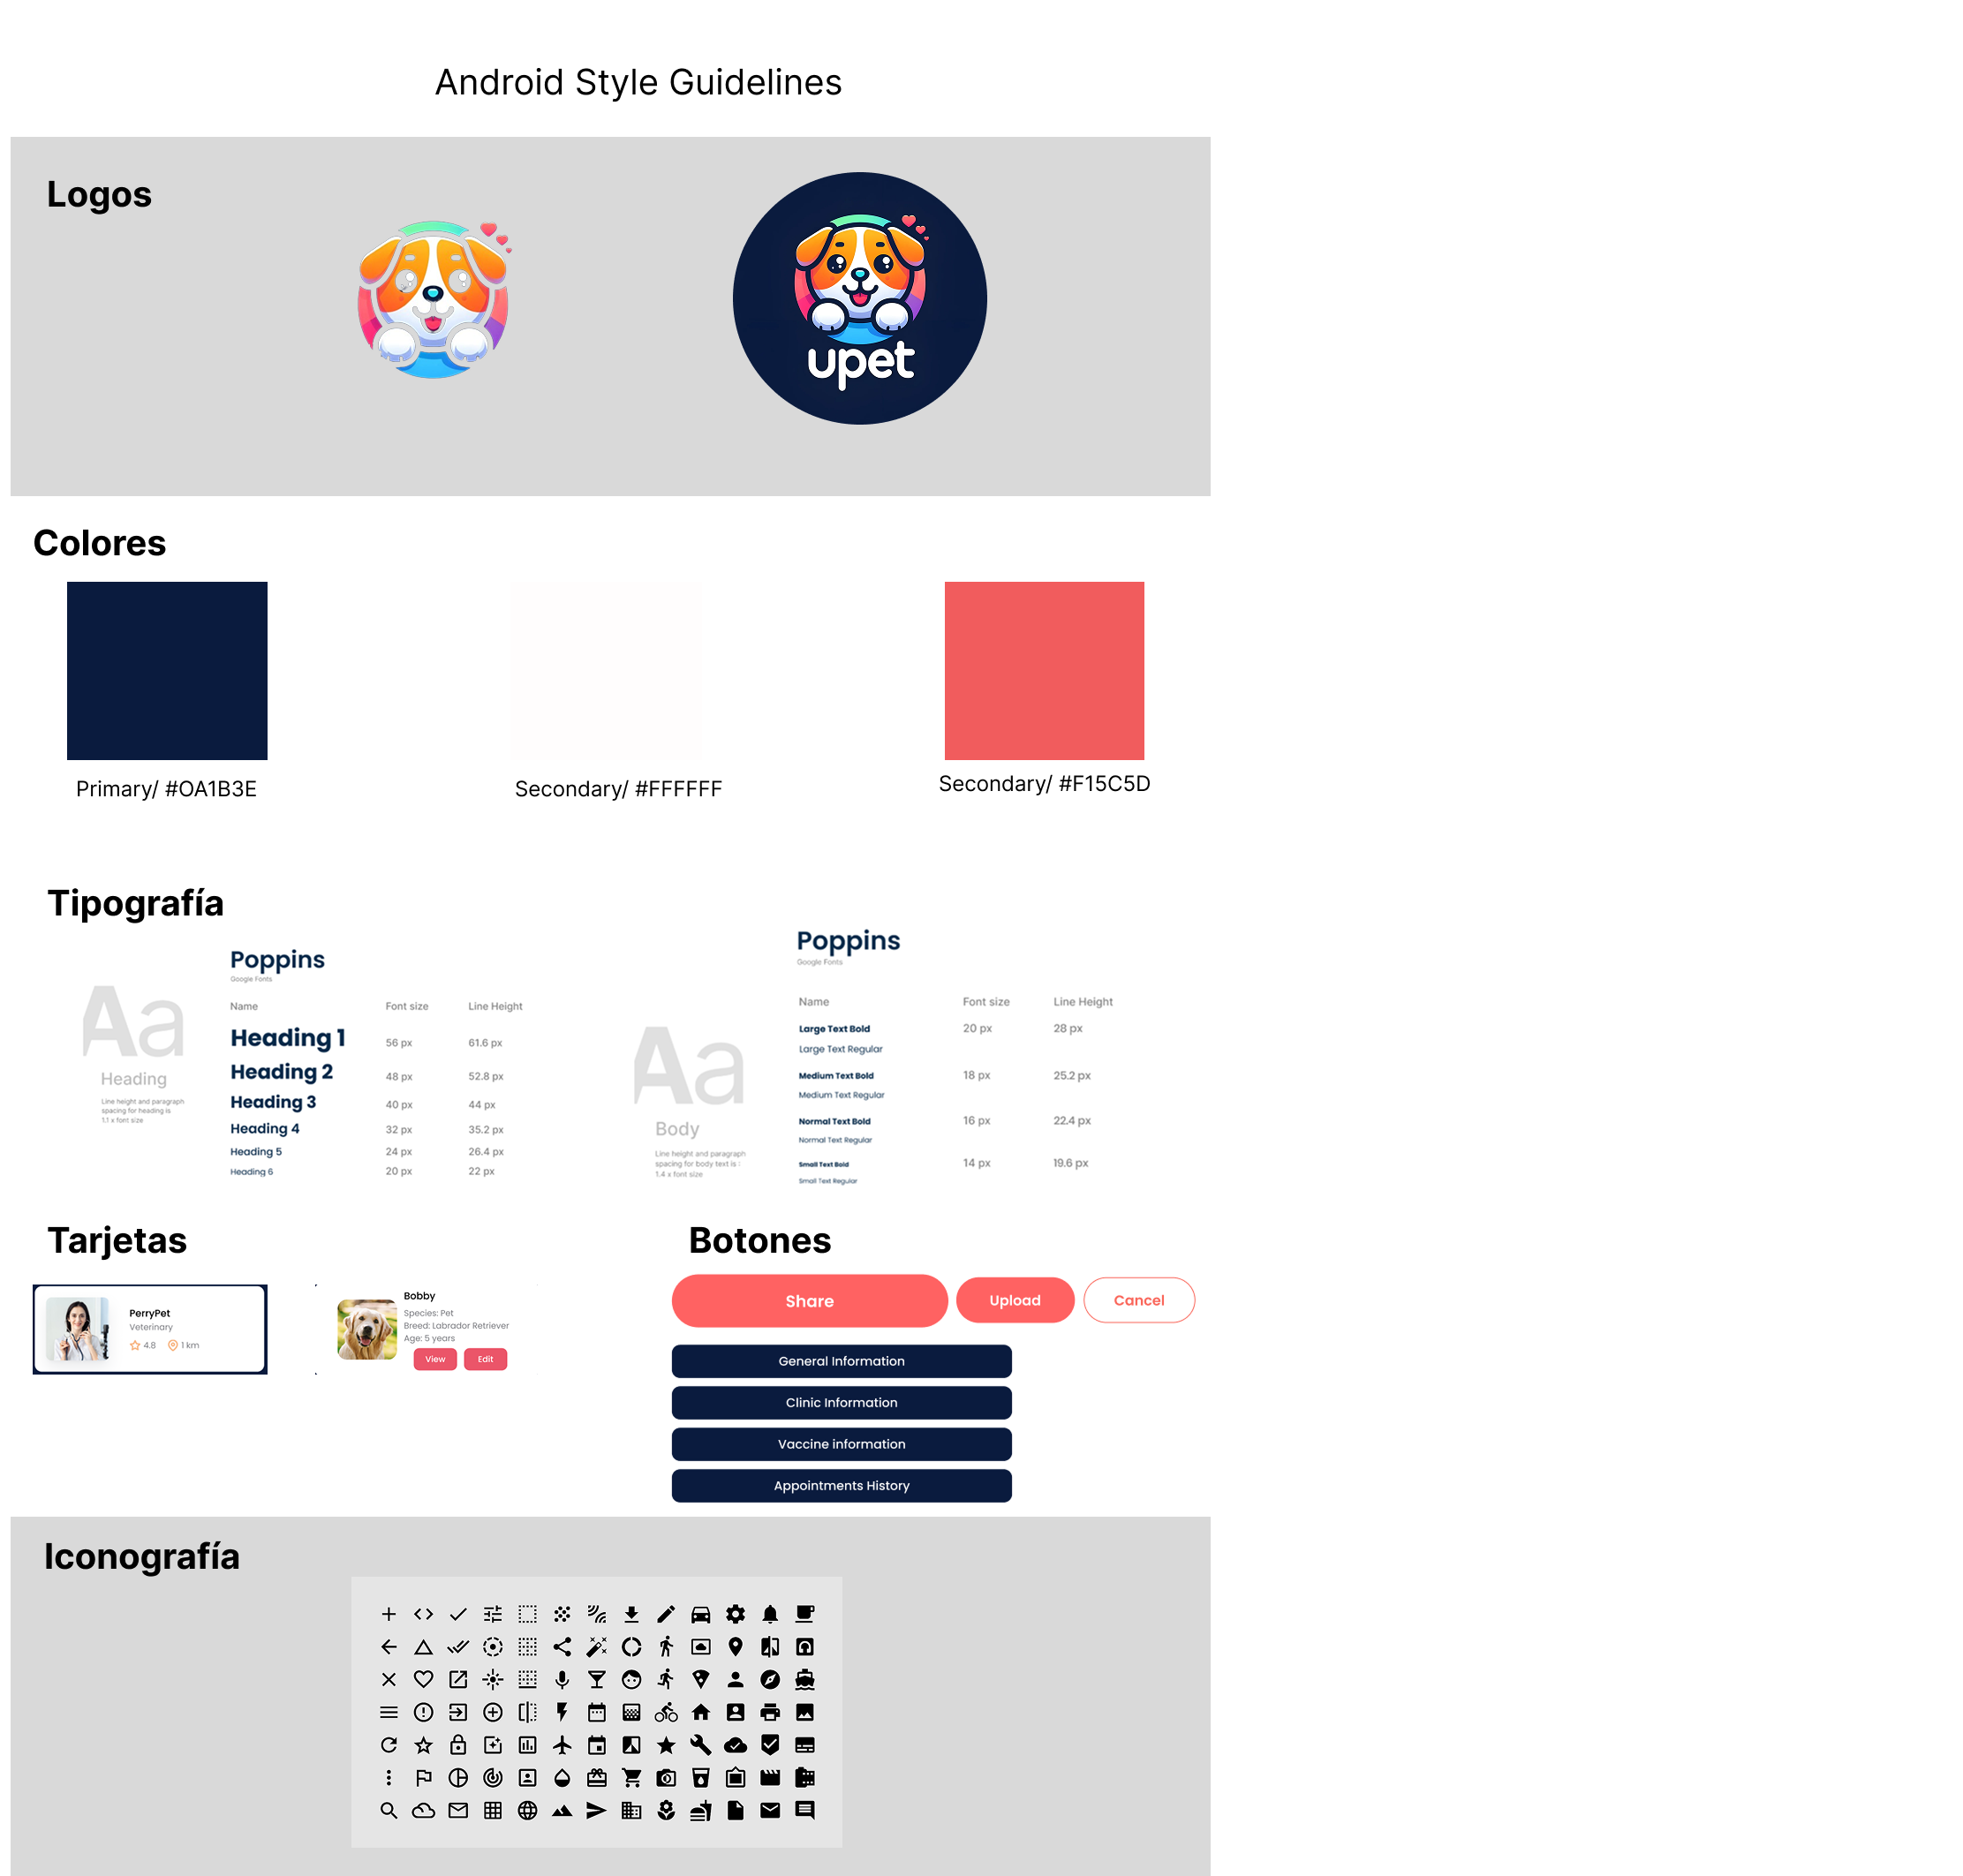 Android Style Guidelines
Logos
upet
Colores
Primary/ #OA1B3E
Secondary/ #FFFFFF
Secondary/ #F15C5D
Tipografía
Aa
Heading
Line height and paragraph
spacing for heading is
1.1 x font size
Poppins
Google Fonts
Name Font size Line Height
Heading 1 56 px 61.6 px
Heading 2 48 px 52.8 px
Heading 3 40 px 44 px
Heading 4 32 px 35.2 px
Heading 5 24 px 26.4 px
Heading 6 20 px 22 px
Aa
Body
Line height and paragraph
spacing for body text is :
1.4 x font size
Poppins
Google Fonts
Name Font size Line Height
Large Text Bold 20 px 28 px
Large Text Regular
Medium Text Bold 18 px 25.2 px
Medium Text Regular
Normal Text Bold 16 px 22.4 px
Normal Text Regular
Small Text Bold 14 px 19.6 px
Small Text Regular
Tarjetas
PerryPet
Veterinary
4.8 1 km
Bobby
Species: Pet
Breed: Labrador Retriever
Age: 5 years
View Edit
Botones
Share Upload Cancel
General Information
Clinic Information
Vaccine information
Appointments History
Iconografía